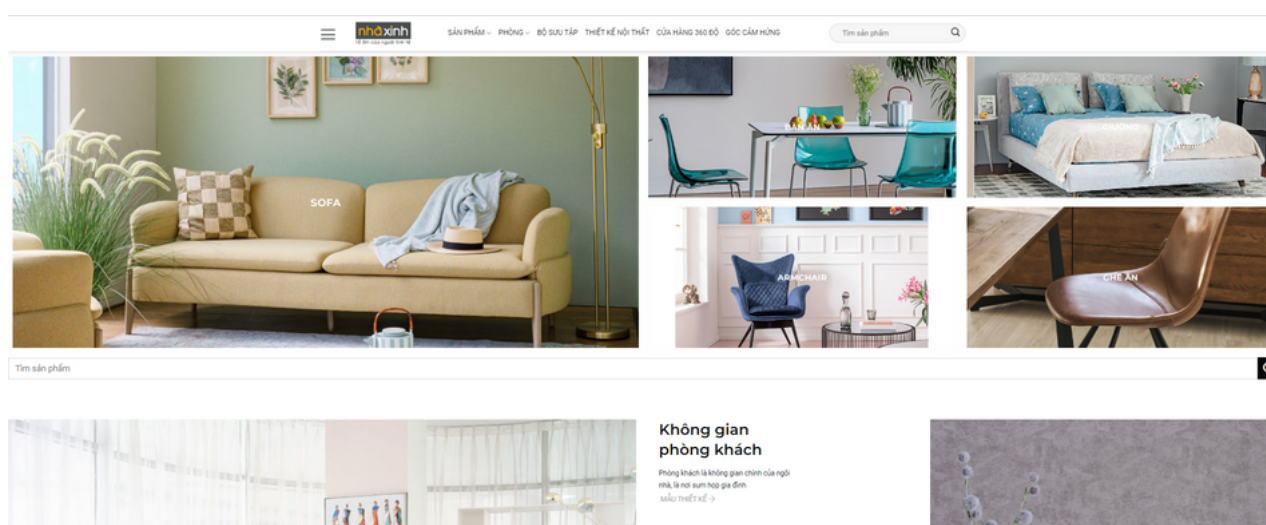 nhàxinh
SẢN PHẨM PHÒNG BỘ SƯU TẬP THIẾT KẾ NỘI THẤT CỬA HÀNG 360 ĐỘ GÓC CẢM HỨNG
Tìm sản phẩm
SOFA
BÀN ĂN
GIƯỜNG
ARMCHAIR
GHẾ ĂN
Tìm sản phẩm
Không gian
phòng khách
Phòng khách là không gian chính của ngôi
nhà, là nơi sum họp gia đình
MẪU THIẾT KẾ →